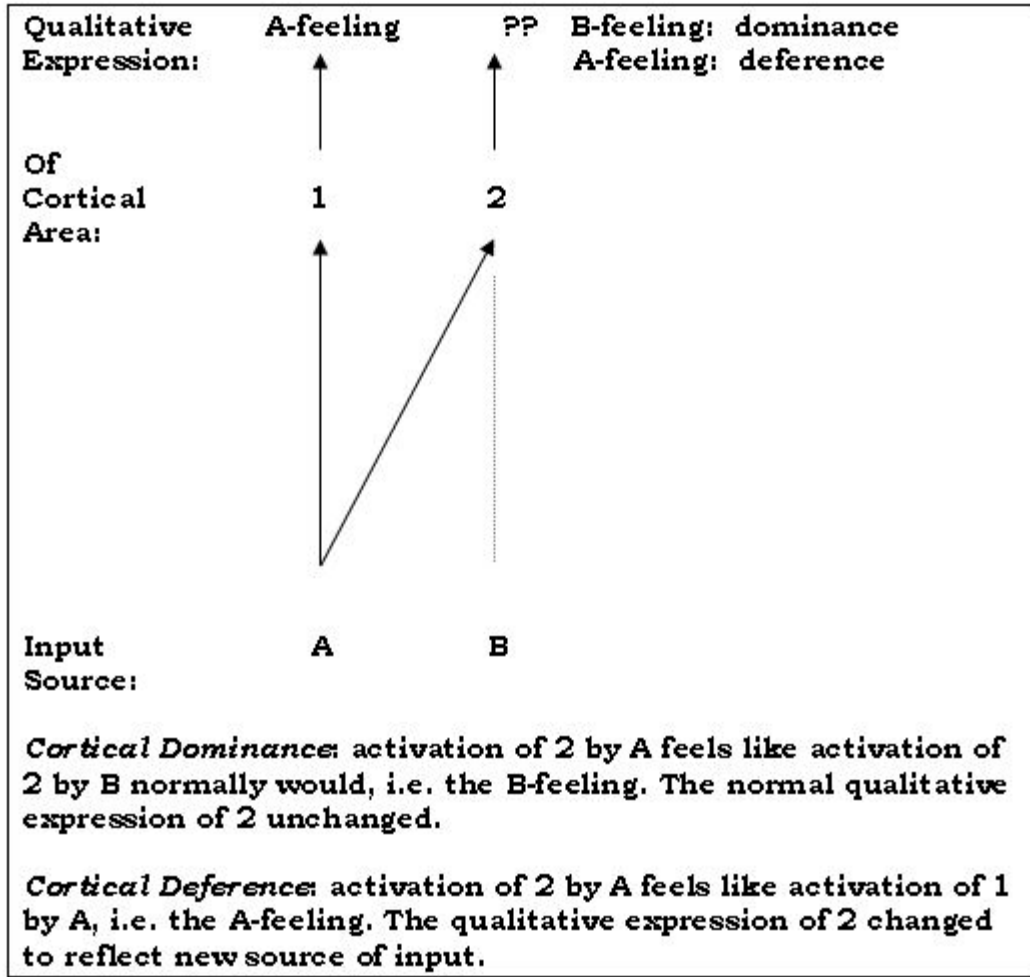 Qualitative A-feeling ?? B-feeling: dominance
Expression: A-feeling: deference
Of
Cortical 1 2
Area:
Input A B
Source:
Cortical Dominance: activation of 2 by A feels like activation of
2 by B normally would, i.e. the B-feeling. The normal qualitative
expression of 2 unchanged.
Cortical Deference: activation of 2 by A feels like activation of 1
by A, i.e. the A-feeling. The qualitative expression of 2 changed
to reflect new source of input.